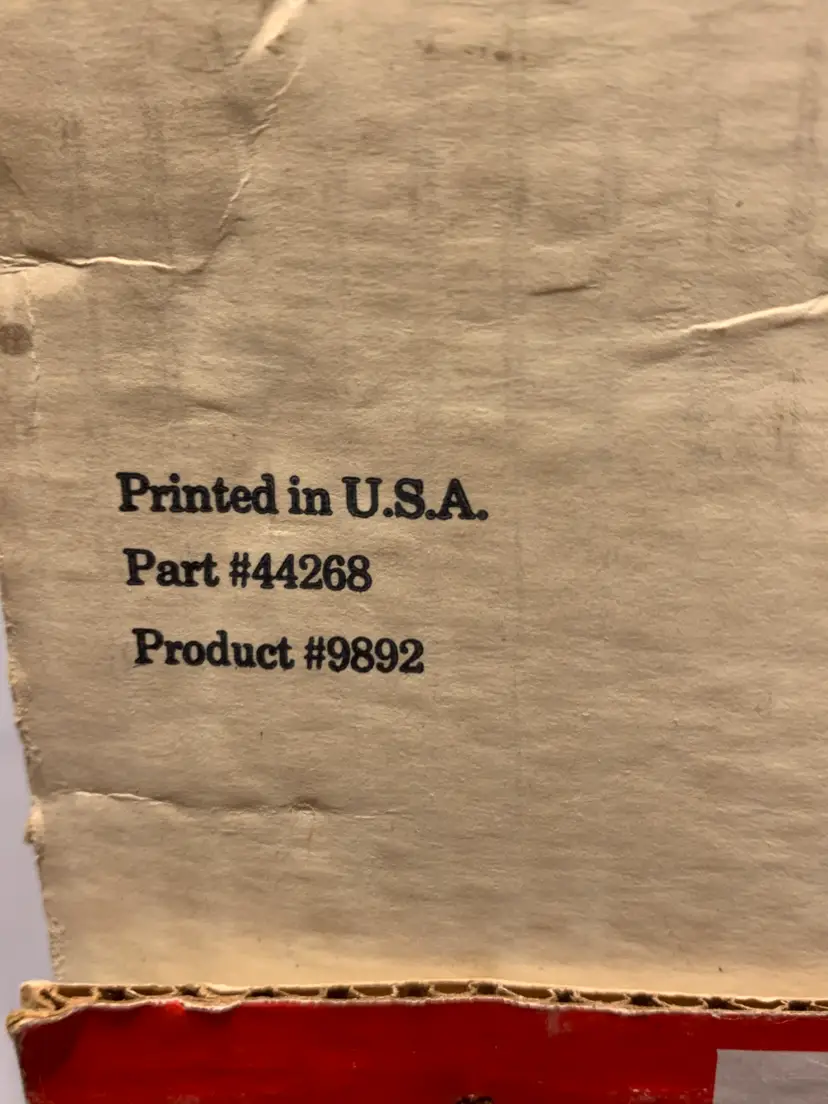 Printed in U.S.A.
Part #44268
Product #9892